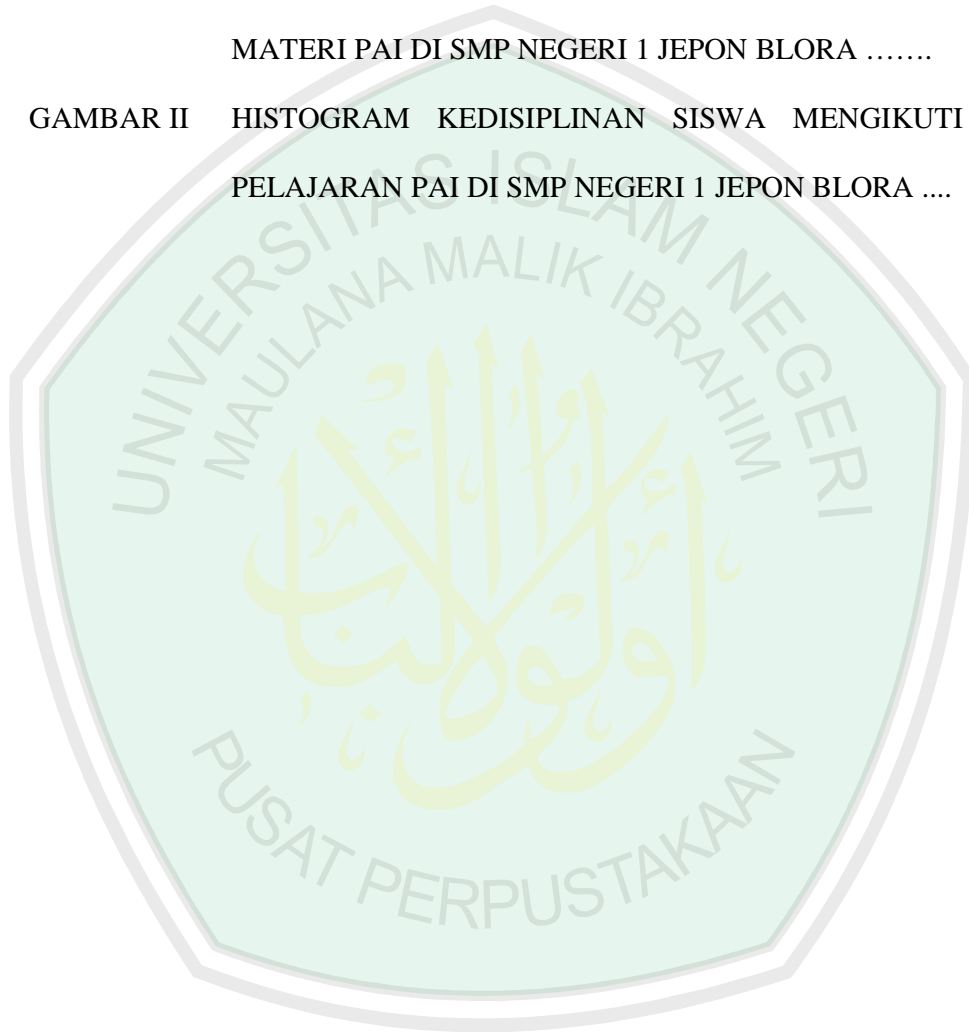 MATERI PAI DI SMP NEGERI 1 JEPON BLORA …….
GAMBAR II HISTOGRAM KEDISIPLINAN SISWA MENGIKUTI
PELAJARAN PAI DI SMP NEGERI 1 JEPON BLORA ....
UNIVERSITAS ISLAM NEGERI
MAULANA MALIK IBRAHIM
PUSAT PERPUSTAKAAN